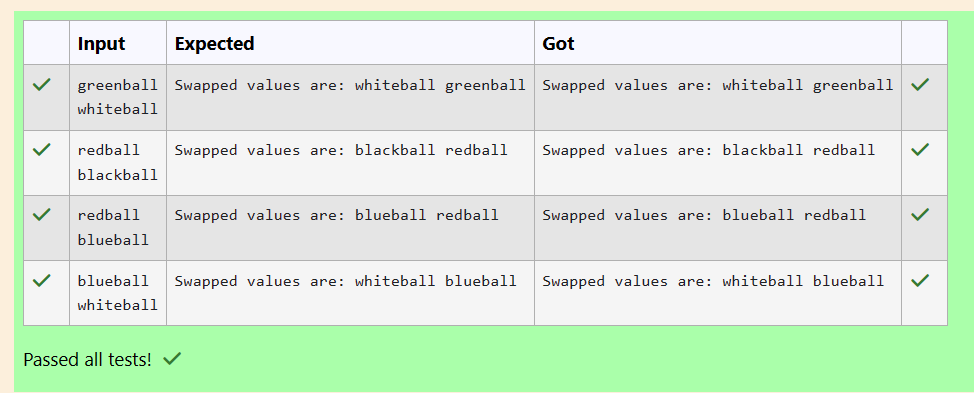 Input Expected Got
greenball Swapped values are: whiteball greenball Swapped values are: whiteball greenball
whiteball
redball Swapped values are: blackball redball Swapped values are: blackball redball
blackball
redball Swapped values are: blueball redball Swapped values are: blueball redball
blueball
blueball Swapped values are: whiteball blueball Swapped values are: whiteball blueball
whiteball
Passed all tests!